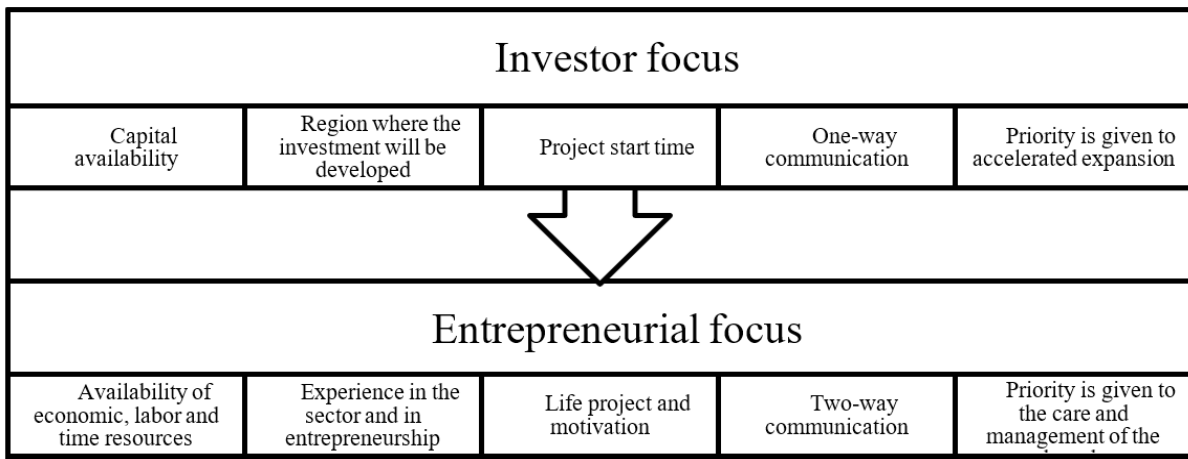 Investor focus
Capital
availability
Region where the
investment will be
developed
Project start time
One-way
communication
Priority is given to
accelerated expansion
Entrepreneurial focus
Availability of
economic, labor and
time resources
Experience in the
sector and in
entrepreneurship
Life project and
motivation
Two-way
communication
Priority is given to
the care and
management of the